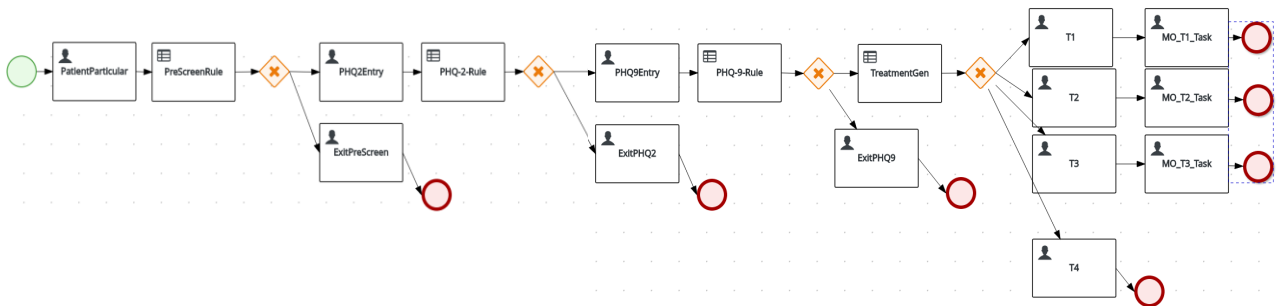 PatientParticular
PreScreenRule
PHQ2Entry
PHQ-2-Rule
PHQ9Entry
PHQ-9-Rule
TreatmentGen
T1
MO_T1_Task
T2
MO_T2_Task
ExitPreScreen
ExitPHQ2
ExitPHQ9
T3
MO_T3_Task
T4